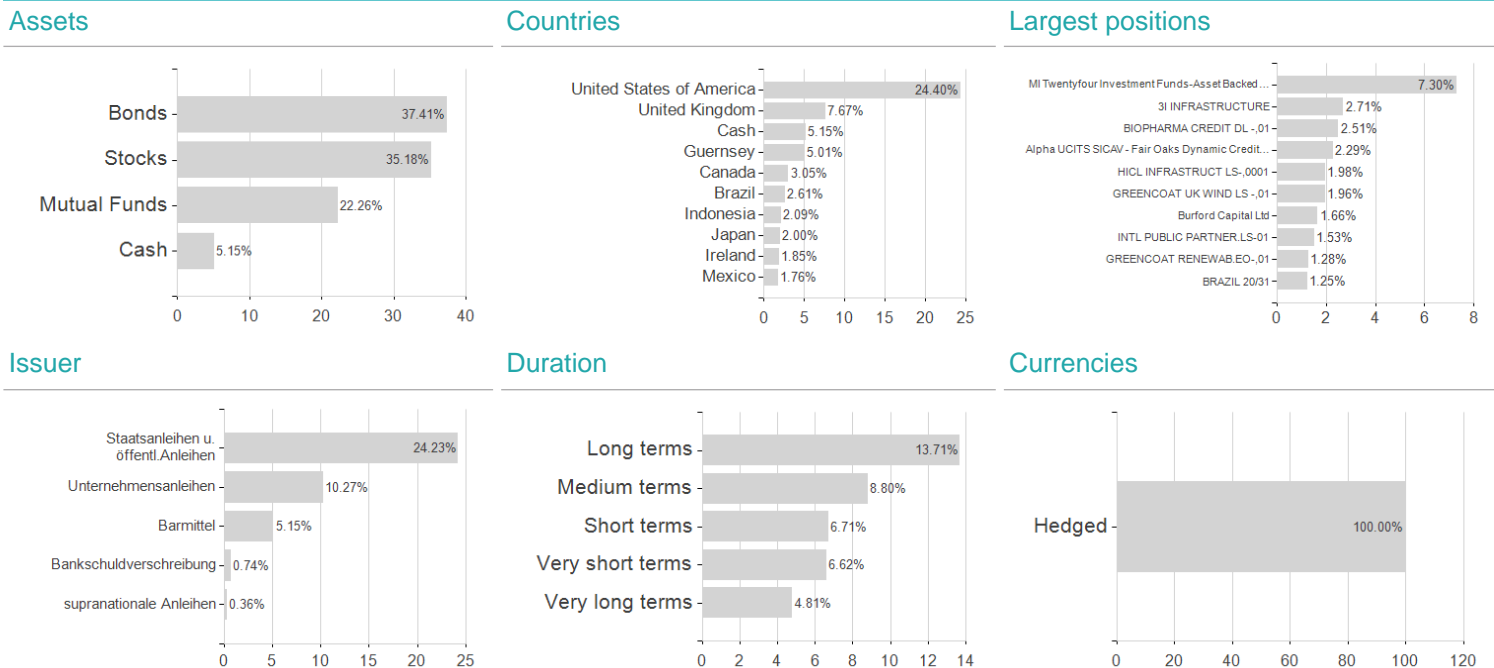 Assets
Bonds 37.41%
Stocks 35.18%
Mutual Funds 22.26%
Cash 5.15%
0 10 20 30 40
Countries
United States of America 24.40%
United Kingdom 7.67%
Cash 5.15%
Guernsey 5.01%
Canada 3.05%
Brazil 2.61%
Indonesia 2.09%
Japan 2.00%
Ireland 1.85%
Mexico 1.76%
0 5 10 15 20 25
Largest positions
MI Twentyfour Investment Funds-Asset Backed... 7.30%
3I INFRASTRUCTURE 2.71%
BIOPHARMA CREDIT DL -,01 2.51%
Alpha UCITS SICAV - Fair Oaks Dynamic Credit... 2.29%
HICL INFRASTRUCT LS-,0001 1.98%
GREENCOAT UK WIND LS -,01 1.96%
Burford Capital Ltd 1.66%
INTL PUBLIC PARTNER.LS-01 1.53%
GREENCOAT RENEWAB.EO-,01 1.28%
BRAZIL 20/31 1.25%
0 2 4 6 8
Issuer
Staatsanleihen u.
öffentl.Anleihen 24.23%
Unternehmensanleihen 10.27%
Barmittel 5.15%
Bankschuldverschreibung 0.74%
supranationale Anleihen 0.36%
0 5 10 15 20 25
Duration
Long terms 13.71%
Medium terms 8.80%
Short terms 6.71%
Very short terms 6.62%
Very long terms 4.81%
0 2 4 6 8 10 12 14
Currencies
Hedged 100.00%
0 20 40 60 80 100 120